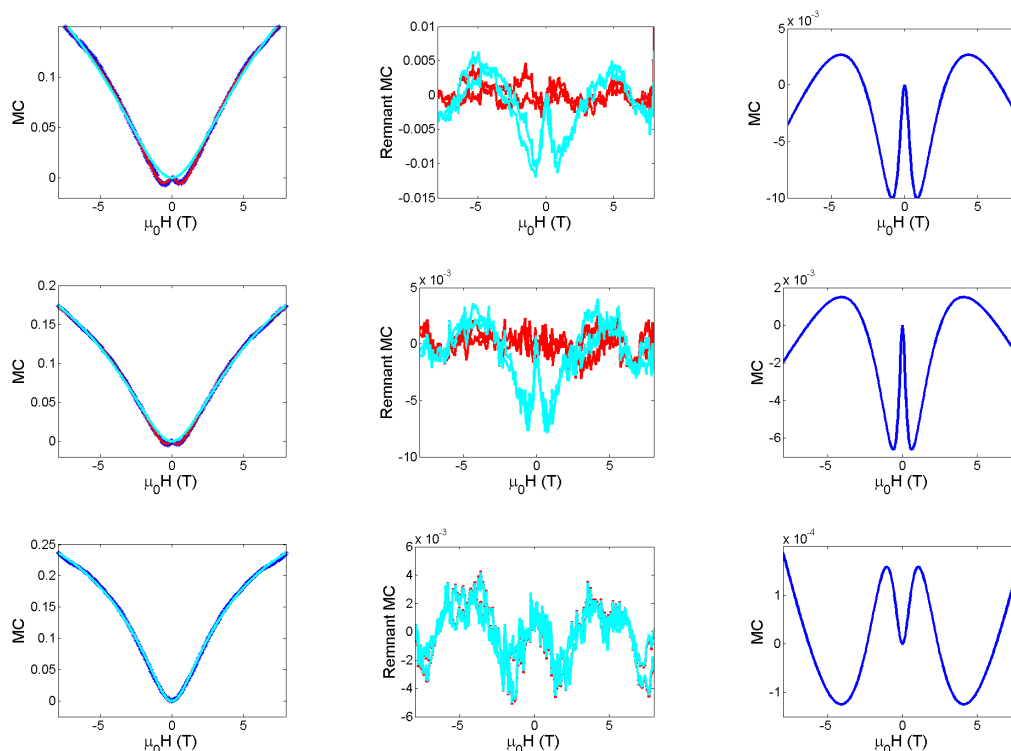 MC
0.1
0.05
0
-5 0 5
μ0H (T)
Remnant MC
0.01
0.005
0
-0.005
-0.01
-0.015
-5 0 5
μ0H (T)
x 10-3
MC
5
0
-5
-10
-5 0 5
μ0H (T)
MC
0.2
0.15
0.1
0.05
0
-5 0 5
μ0H (T)
x 10-3
Remnant MC
5
0
-5
-10
-5 0 5
μ0H (T)
x 10-3
MC
2
0
-2
-4
-6
-5 0 5
μ0H (T)
MC
0.25
0.2
0.15
0.1
0.05
0
-5 0 5
μ0H (T)
x 10-3
Remnant MC
6
4
2
0
-2
-4
-6
-5 0 5
μ0H (T)
x 10-4
MC
1
0
-1
-5 0 5
μ0H (T)